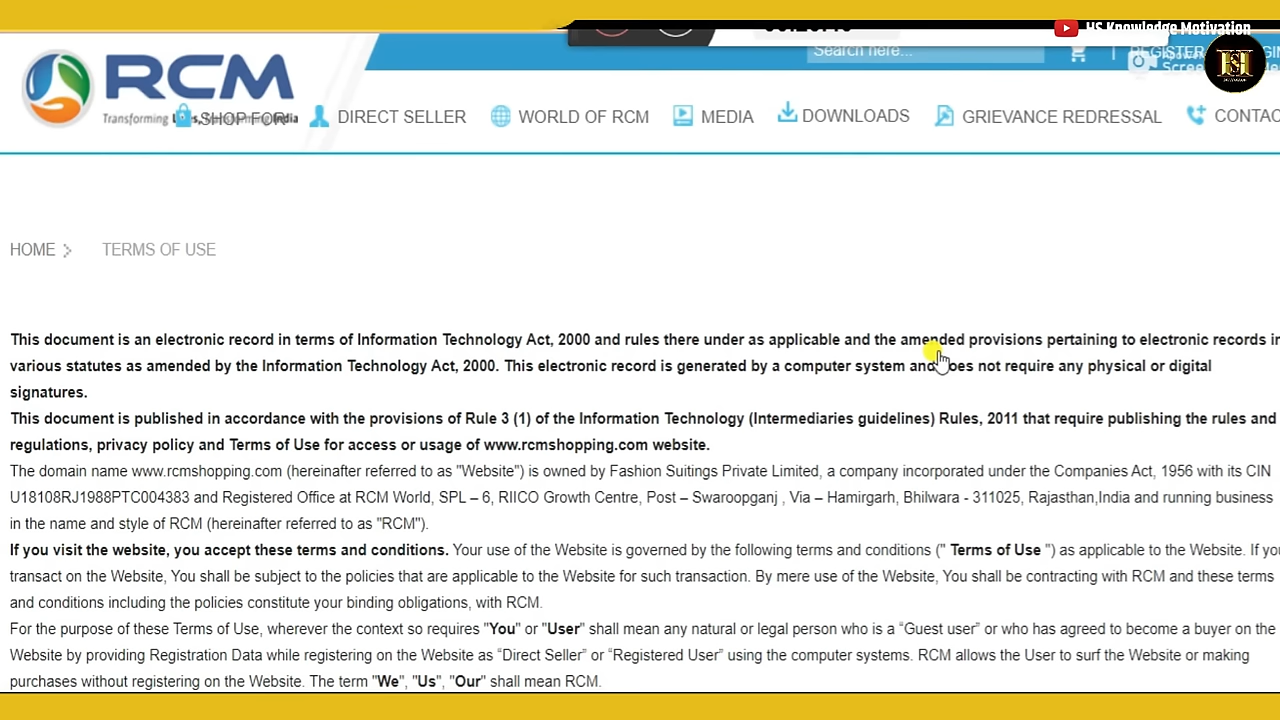 HS Knowledge Motivation
Search here...
REGISTER
RCM
Transforming Lives, Transforming India
SHOP FOR
DIRECT SELLER
WORLD OF RCM
MEDIA
DOWNLOADS
GRIEVANCE REDRESSAL
HOME
TERMS OF USE
This document is an electronic record in terms of Information Technology Act, 2000 and rules there under as applicable and the amended provisions pertaining to electronic records in
various statutes as amended by the Information Technology Act, 2000. This electronic record is generated by a computer system and does not require any physical or digital
signatures.
This document is published in accordance with the provisions of Rule 3 (1) of the Information Technology (Intermediaries guidelines) Rules, 2011 that require publishing the rules and
regulations, privacy policy and Terms of Use for access or usage of www.rcmshopping.com website.
The domain name www.rcmshopping.com (hereinafter referred to as "Website") is owned by Fashion Suitings Private Limited, a company incorporated under the Companies Act, 1956 with its CIN
U18108RJ1988PTC004383 and Registered Office at RCM World, SPL – 6, RIICO Growth Centre, Post – Swaroopganj , Via – Hamirgarh, Bhilwara - 311025, Rajasthan,India and running business
in the name and style of RCM (hereinafter referred to as "RCM").
If you visit the website, you accept these terms and conditions. Your use of the Website is governed by the following terms and conditions (" Terms of Use ") as applicable to the Website. If you
transact on the Website, You shall be subject to the policies that are applicable to the Website for such transaction. By mere use of the Website, You shall be contracting with RCM and these terms
and conditions including the policies constitute your binding obligations, with RCM.
For the purpose of these Terms of Use, wherever the context so requires "You" or "User" shall mean any natural or legal person who is a “Guest user” or who has agreed to become a buyer on the
Website by providing Registration Data while registering on the Website as “Direct Seller” or “Registered User” using the computer systems. RCM allows the User to surf the Website or making
purchases without registering on the Website. The term "We", "Us", "Our" shall mean RCM.